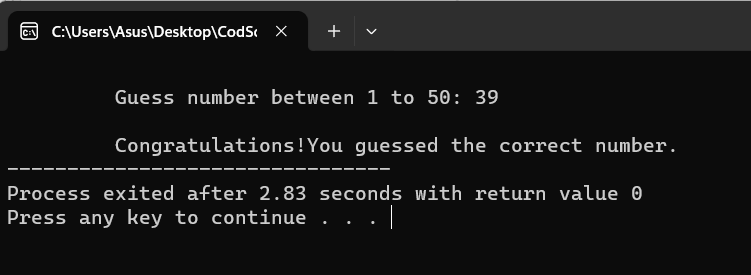 C:\Users\Asus\Desktop\CodSc
Guess number between 1 to 50: 39
Congratulations!You guessed the correct number.
--------------------------------
Process exited after 2.83 seconds with return value 0
Press any key to continue . . .